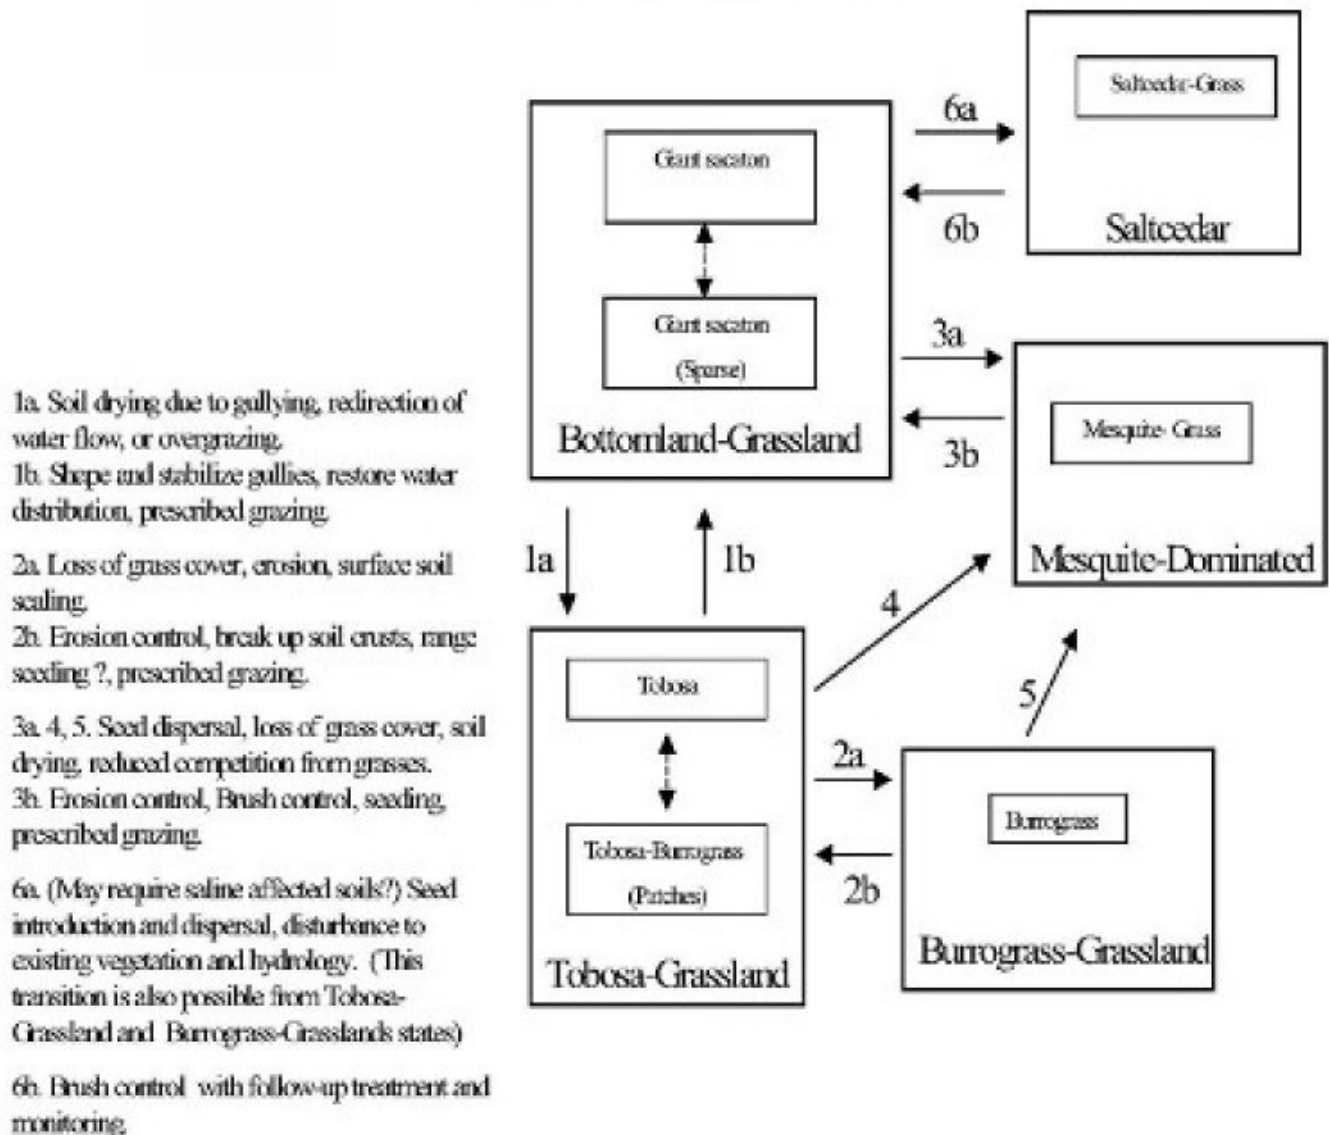 1a. Soil drying due to gullying, redirection of
water flow, or overgrazing.
1b. Shape and stabilize gullies, restore water
distribution, prescribed grazing.
2a. Loss of grass cover, erosion, surface soil
sealing.
2b. Erosion control, break up soil crusts, range
seeding ?, prescribed grazing.
3a. 4, 5. Seed dispersal, loss of grass cover, soil
drying, reduced competition from grasses.
3b. Erosion control, Brush control, seeding,
prescribed grazing.
6a. (May require saline affected soils?) Seed
introduction and dispersal, disturbance to
existing vegetation and hydrology. (This
transition is also possible from Tobosa-
Grassland and Burrograss-Grasslands states)
6b. Brush control with follow-up treatment and
monitoring.
Giant sacaton
Giant sacaton
(Sparse)
Bottomland-Grassland
6a
6b
Saltcedar-Grass
Saltcedar
3a
3b
Mesquite- Grass
Mesquite-Dominated
1a
1b
4
5
Tobosa
Tobosa-Burrograss
(Patches)
Tobosa-Grassland
2a
2b
Burrograss
Burrograss-Grassland